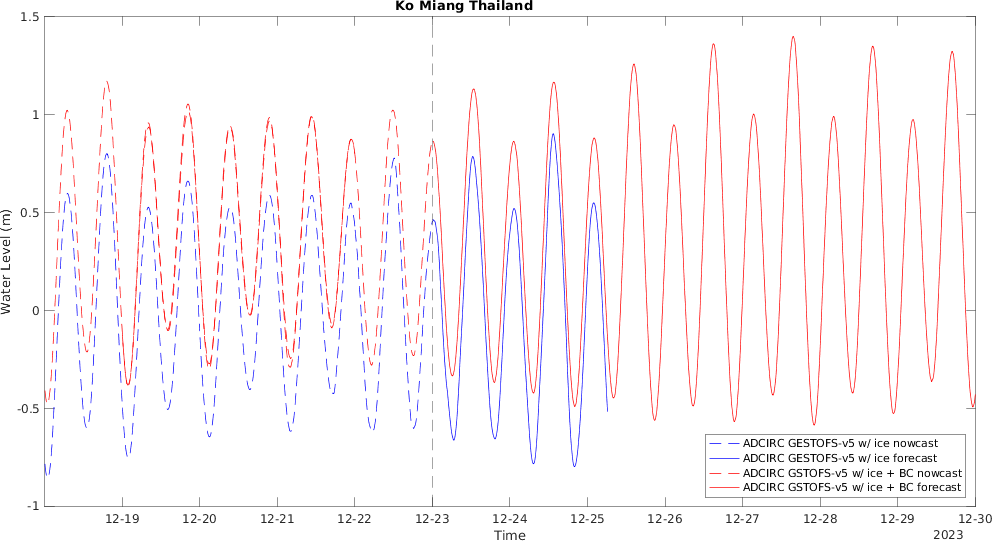 Ko Miang Thailand
1.5
1
0.5
0
-0.5
-1
Water Level (m)
12-19 12-20 12-21 12-22 12-23 12-24 12-25 12-26 12-27 12-28 12-29 12-30
Time
2023
ADCIRC GESTOFS-v5 w/ ice nowcast
ADCIRC GESTOFS-v5 w/ ice forecast
ADCIRC GSTOFS-v5 w/ ice + BC nowcast
ADCIRC GSTOFS-v5 w/ ice + BC forecast